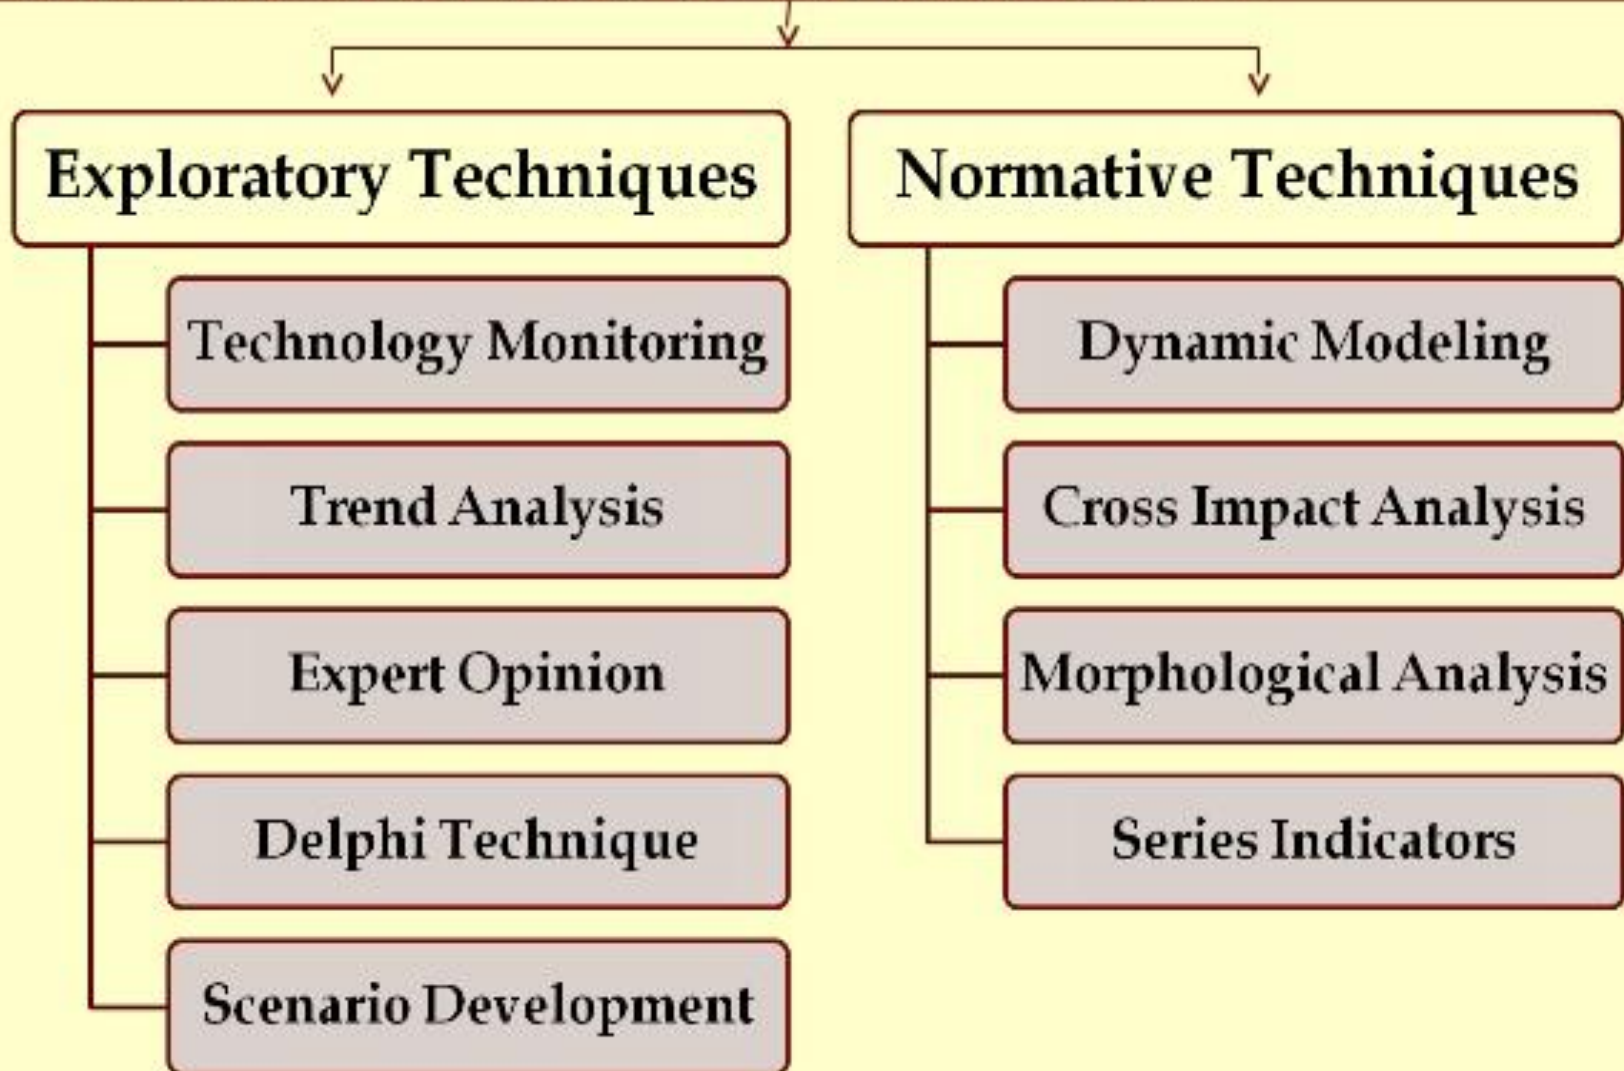 Exploratory Techniques
Technology Monitoring
Trend Analysis
Expert Opinion
Delphi Technique
Scenario Development
Normative Techniques
Dynamic Modeling
Cross Impact Analysis
Morphological Analysis
Series Indicators